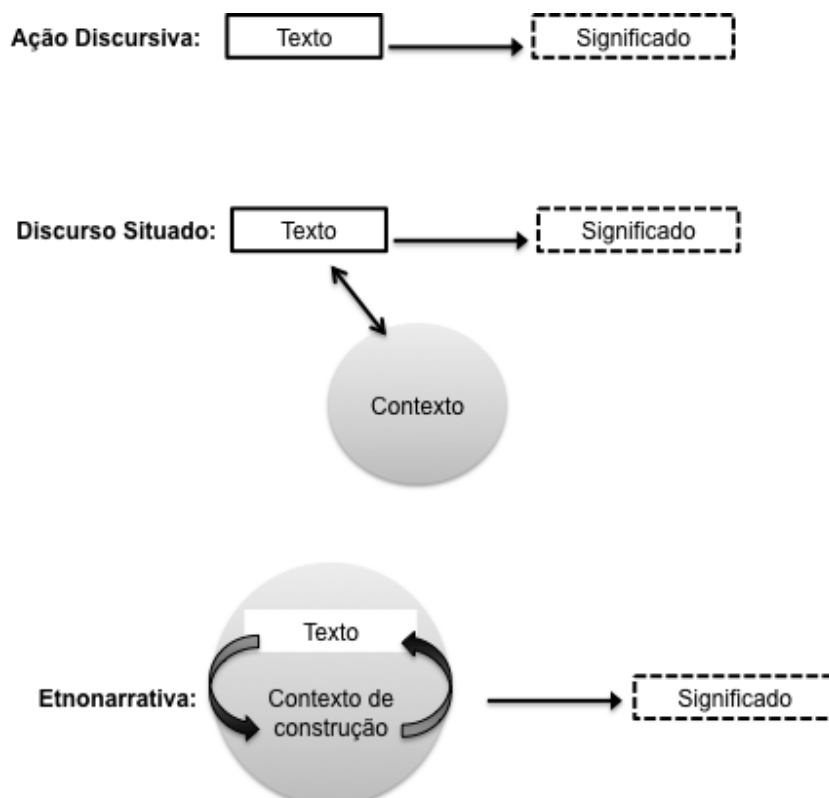 Ação Discursiva: Texto Significado
Discurso Situado: Texto Significado
Contexto
Texto
Etnonarrativa: Contexto de construção Significado